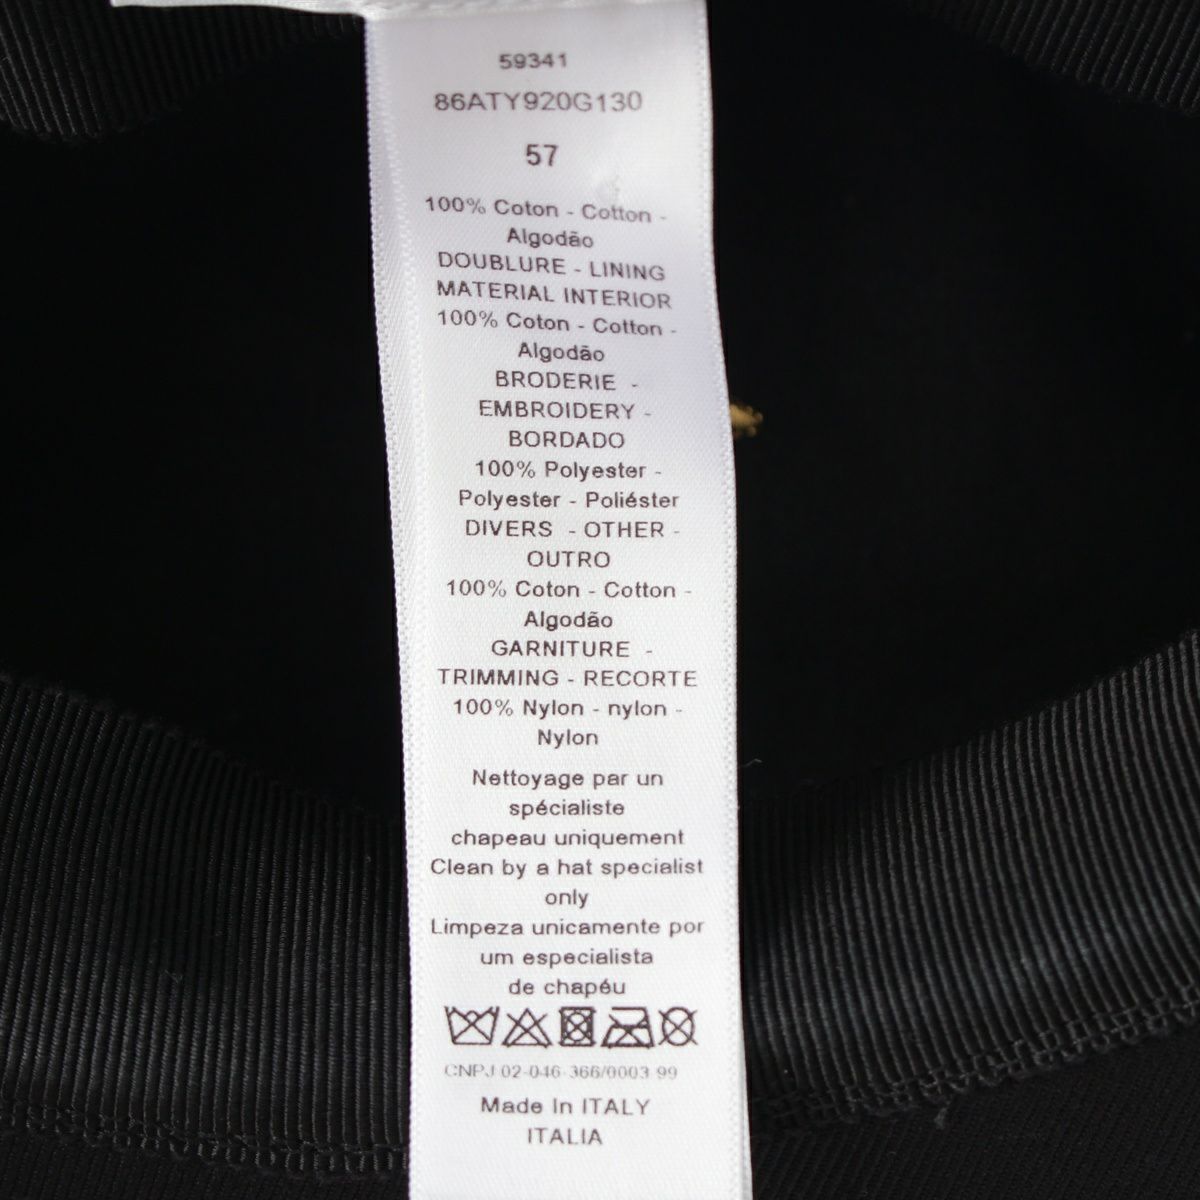 59341
86ATY920G130
57
100% Coton - Cotton -
Algodão
DOUBLURE - LINING
MATERIAL INTERIOR
100% Coton - Cotton -
Algodão
BRODERIE -
EMBROIDERY -
BORDADO
100% Polyester -
Polyester - Poliéster
DIVERS - OTHER -
OUTRO
100% Coton - Cotton -
Algodão
GARNITURE -
TRIMMING - RECORTE
100% Nylon - nylon -
Nylon
Nettoyage par un
spécialiste
chapeau uniquement
Clean by a hat specialist
only
Limpeza unicamente por
um especialista
de chapéu
CNPJ 02-046-366/0003-99
Made In ITALY
ITALIA